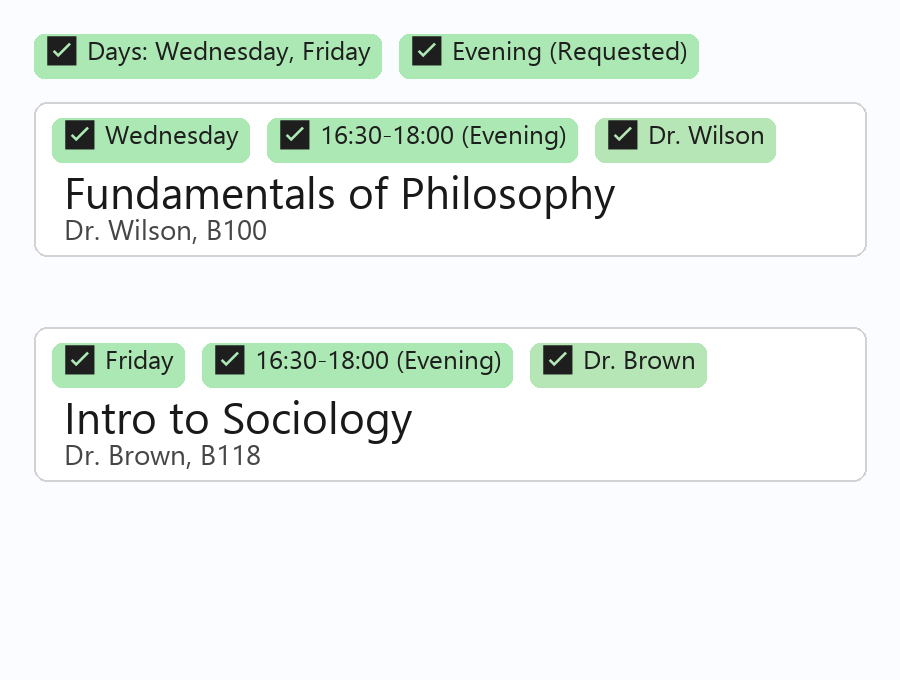 Days: Wednesday, Friday
Evening (Requested)
Wednesday
16:30-18:00 (Evening)
Dr. Wilson
Fundamentals of Philosophy
Dr. Wilson, B100
Friday
16:30-18:00 (Evening)
Dr. Brown
Intro to Sociology
Dr. Brown, B118